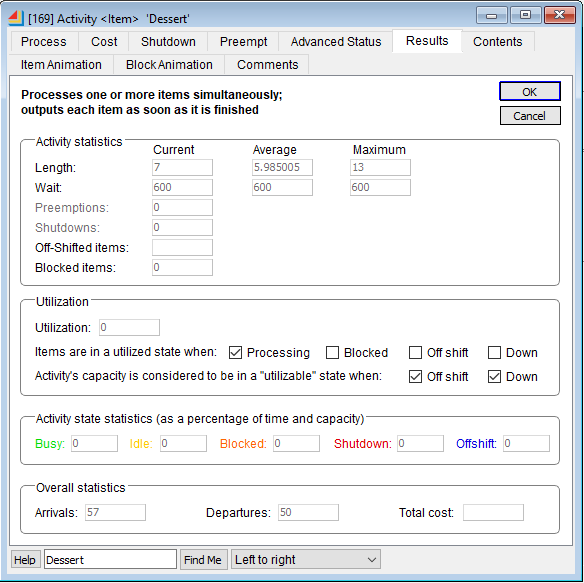 [169] Activity <Item>  'Dessert'
Process Cost Shutdown Preempt Advanced Status Results Contents
Item Animation Block Animation Comments
Processes one or more items simultaneously;
outputs each item as soon as it is finished
OK
Cancel
Activity statistics
Current Average Maximum
Length: 7 5.985005 13
Wait: 600 600 600
Preemptions: 0
Shutdowns: 0
Off-Shifted items:
Blocked items: 0
Utilization
Utilization: 0
Items are in a utilized state when: Processing Blocked Off shift Down
Activity's capacity is considered to be in a "utilizable" state when: Off shift Down
Activity state statistics (as a percentage of time and capacity)
Busy: 0 Idle: 0 Blocked: 0 Shutdown: 0 Offshift: 0
Overall statistics
Arrivals: 57 Departures: 50 Total cost:
Help Dessert Find Me Left to right